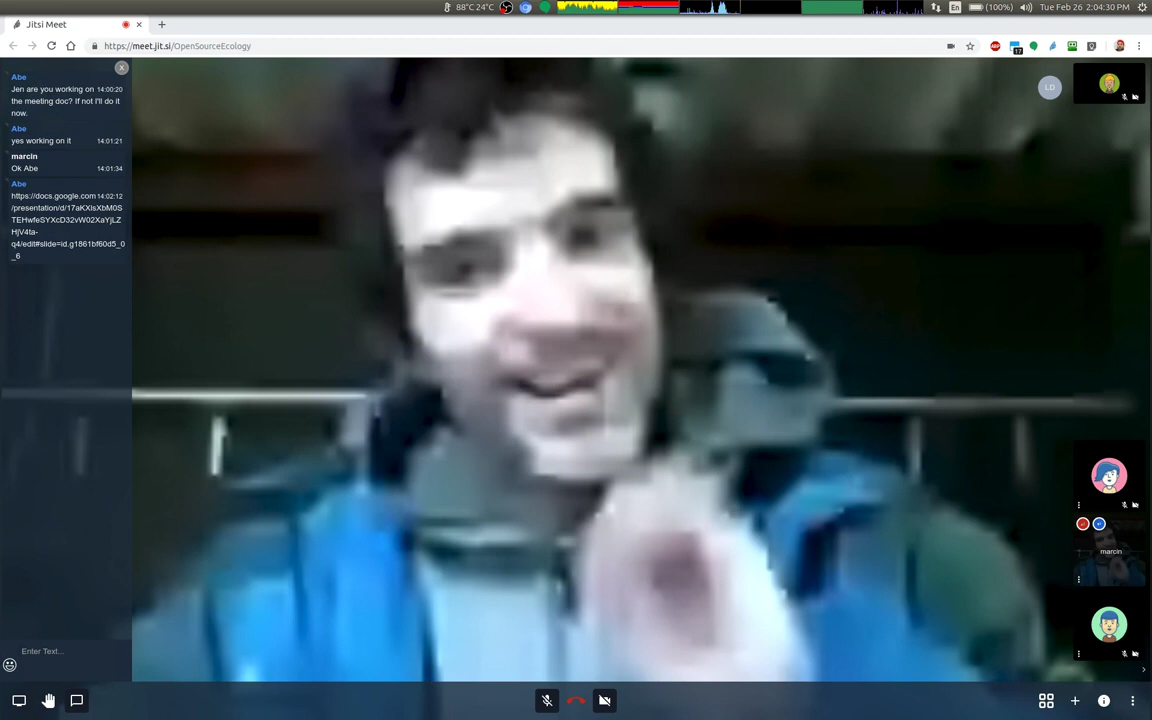 88°C 24°C
En
(100%)
Tue Feb 26 2:04:30 PM
Jitsi Meet
https://meet.jit.si/OpenSourceEcology
ABP
17
Abe
Jen are you working on 14:00:20
the meeting doc? If not I'll do it
now.
Abe
yes working on it 14:01:21
marcin
Ok Abe 14:01:34
Abe
https://docs.google.com 14:02:12
/presentation/d/17aKXlsXbM0S
TEHwfeSYXcD32vW02XaYjLZ
HjV4ta-
q4/edit#slide=id.g1861bf60d5_0
_6
LD
marcin
Enter Text...